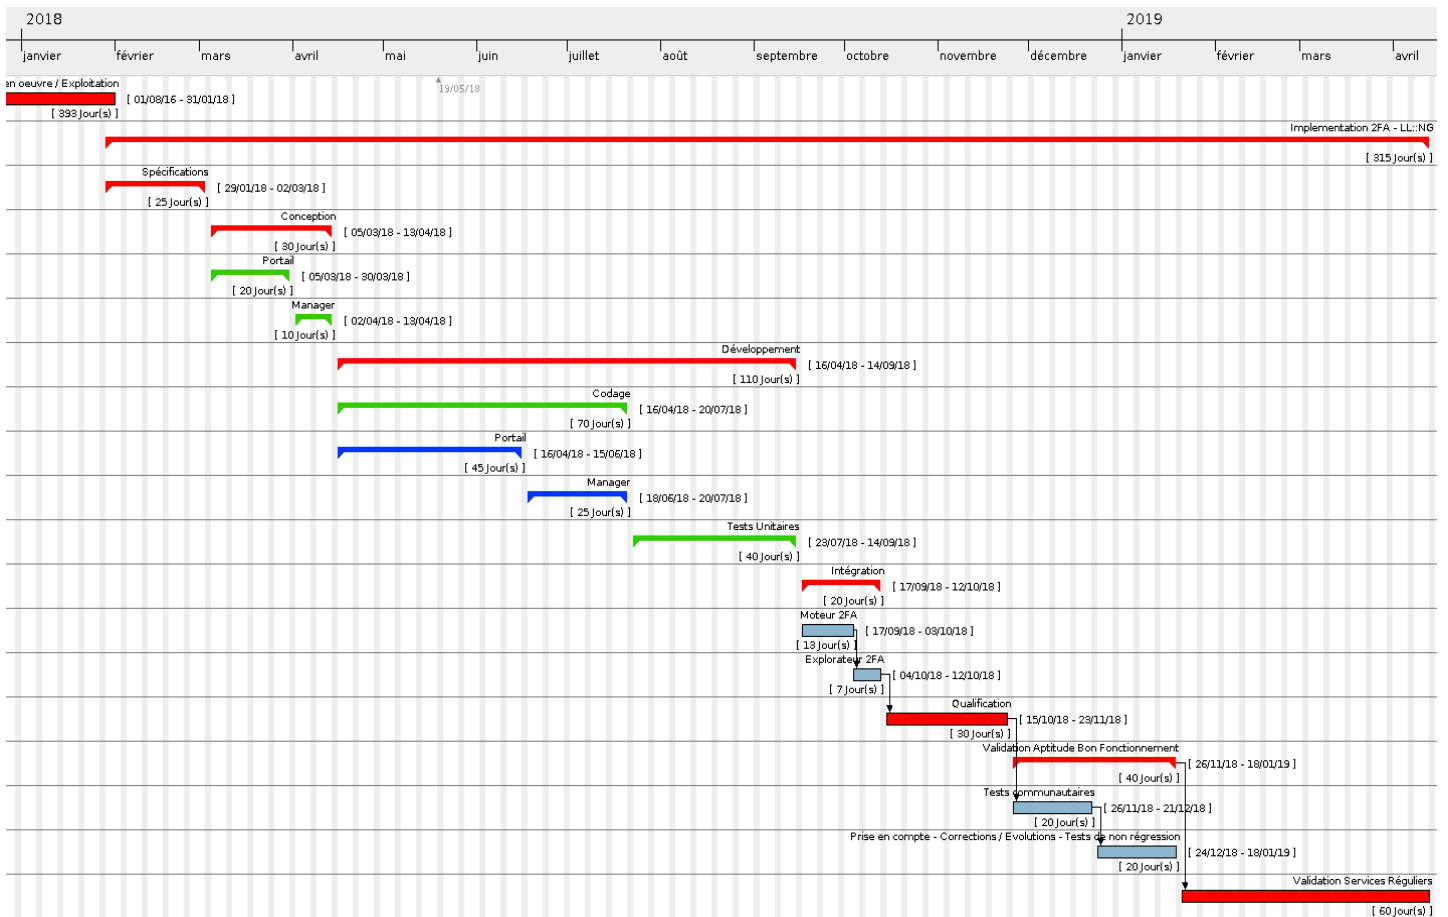 2018 2019
janvier février mars avril mai juin juillet août septembre octobre novembre décembre janvier février mars avril
en oeuvre / Exploitation
19/05/18
[ 01/08/16 - 31/01/18 ]
[ 393 Jour(s) ]
Implementation 2FA - LL::NG
[ 315 Jour(s) ]
Spécifications
[ 29/01/18 - 02/03/18 ]
[ 25 Jour(s) ]
Conception
[ 05/03/18 - 13/04/18 ]
[ 30 Jour(s) ]
Portail
[ 05/03/18 - 30/03/18 ]
[ 20 Jour(s) ]
Manager
[ 02/04/18 - 13/04/18 ]
[ 10 Jour(s) ]
Développement
[ 16/04/18 - 14/09/18 ]
[ 110 Jour(s) ]
Codage
[ 16/04/18 - 20/07/18 ]
[ 70 Jour(s) ]
Portail
[ 16/04/18 - 15/06/18 ]
[ 45 Jour(s) ]
Manager
[ 18/06/18 - 20/07/18 ]
[ 25 Jour(s) ]
Tests Unitaires
[ 23/07/18 - 14/09/18 ]
[ 40 Jour(s) ]
Intégration
[ 17/09/18 - 12/10/18 ]
[ 20 Jour(s) ]
Moteur 2FA
[ 17/09/18 - 03/10/18 ]
[ 13 Jour(s) ]
Explorateur 2FA
[ 04/10/18 - 12/10/18 ]
[ 7 Jour(s) ]
Qualification
[ 15/10/18 - 23/11/18 ]
[ 30 Jour(s) ]
Validation Aptitude Bon Fonctionnement
[ 26/11/18 - 18/01/19 ]
[ 40 Jour(s) ]
Tests communautaires
[ 26/11/18 - 21/12/18 ]
[ 20 Jour(s) ]
Prise en compte - Corrections / Evolutions - Tests de non régression
[ 24/12/18 - 18/01/19 ]
[ 20 Jour(s) ]
Validation Services Réguliers
[ 60 Jour(s) ]